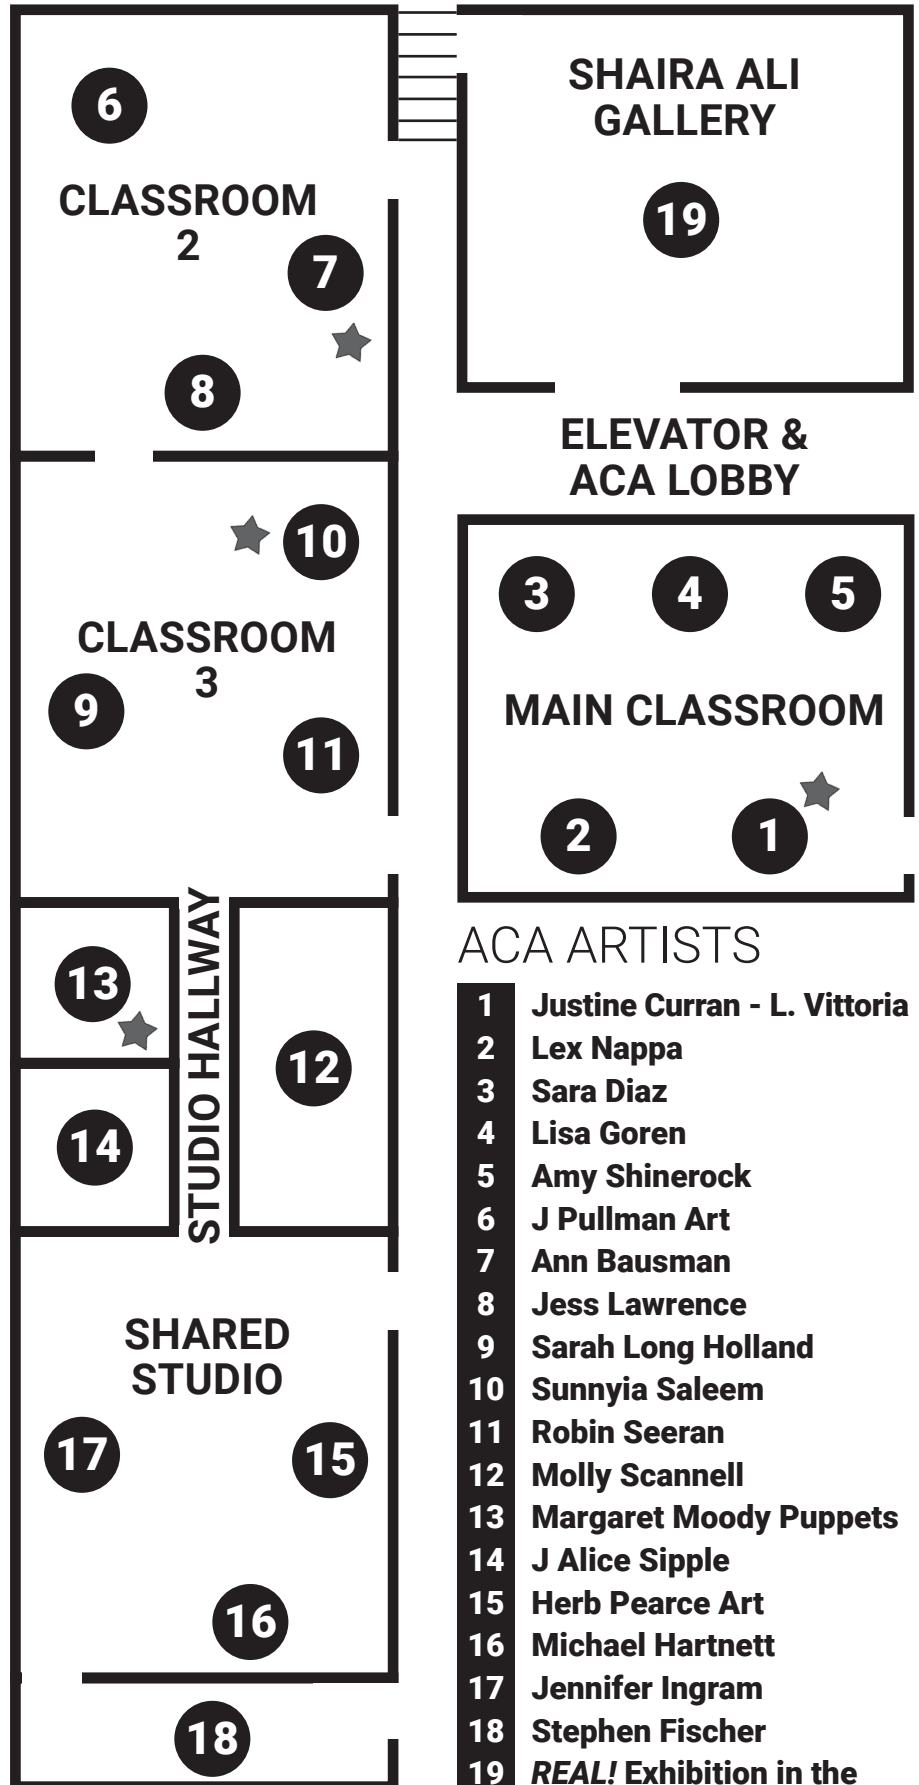 6
CLASSROOM
2
7
8
SHAIRA ALI
GALLERY
19
ELEVATOR &
ACA LOBBY
10
CLASSROOM
3
9
11
3 4 5
MAIN CLASSROOM
2 1
13
14
STUDIO HALLWAY
12
SHARED
STUDIO
17 15
16
18
ACA ARTISTS
1 Justine Curran - L. Vittoria
2 Lex Nappa
3 Sara Diaz
4 Lisa Goren
5 Amy Shinerock
6 J Pullman Art
7 Ann Bausman
8 Jess Lawrence
9 Sarah Long Holland
10 Sunnyia Saleem
11 Robin Seeran
12 Molly Scannell
13 Margaret Moody Puppets
14 J Alice Sipple
15 Herb Pearce Art
16 Michael Hartnett
17 Jennifer Ingram
18 Stephen Fischer
19 REAL! Exhibition in the